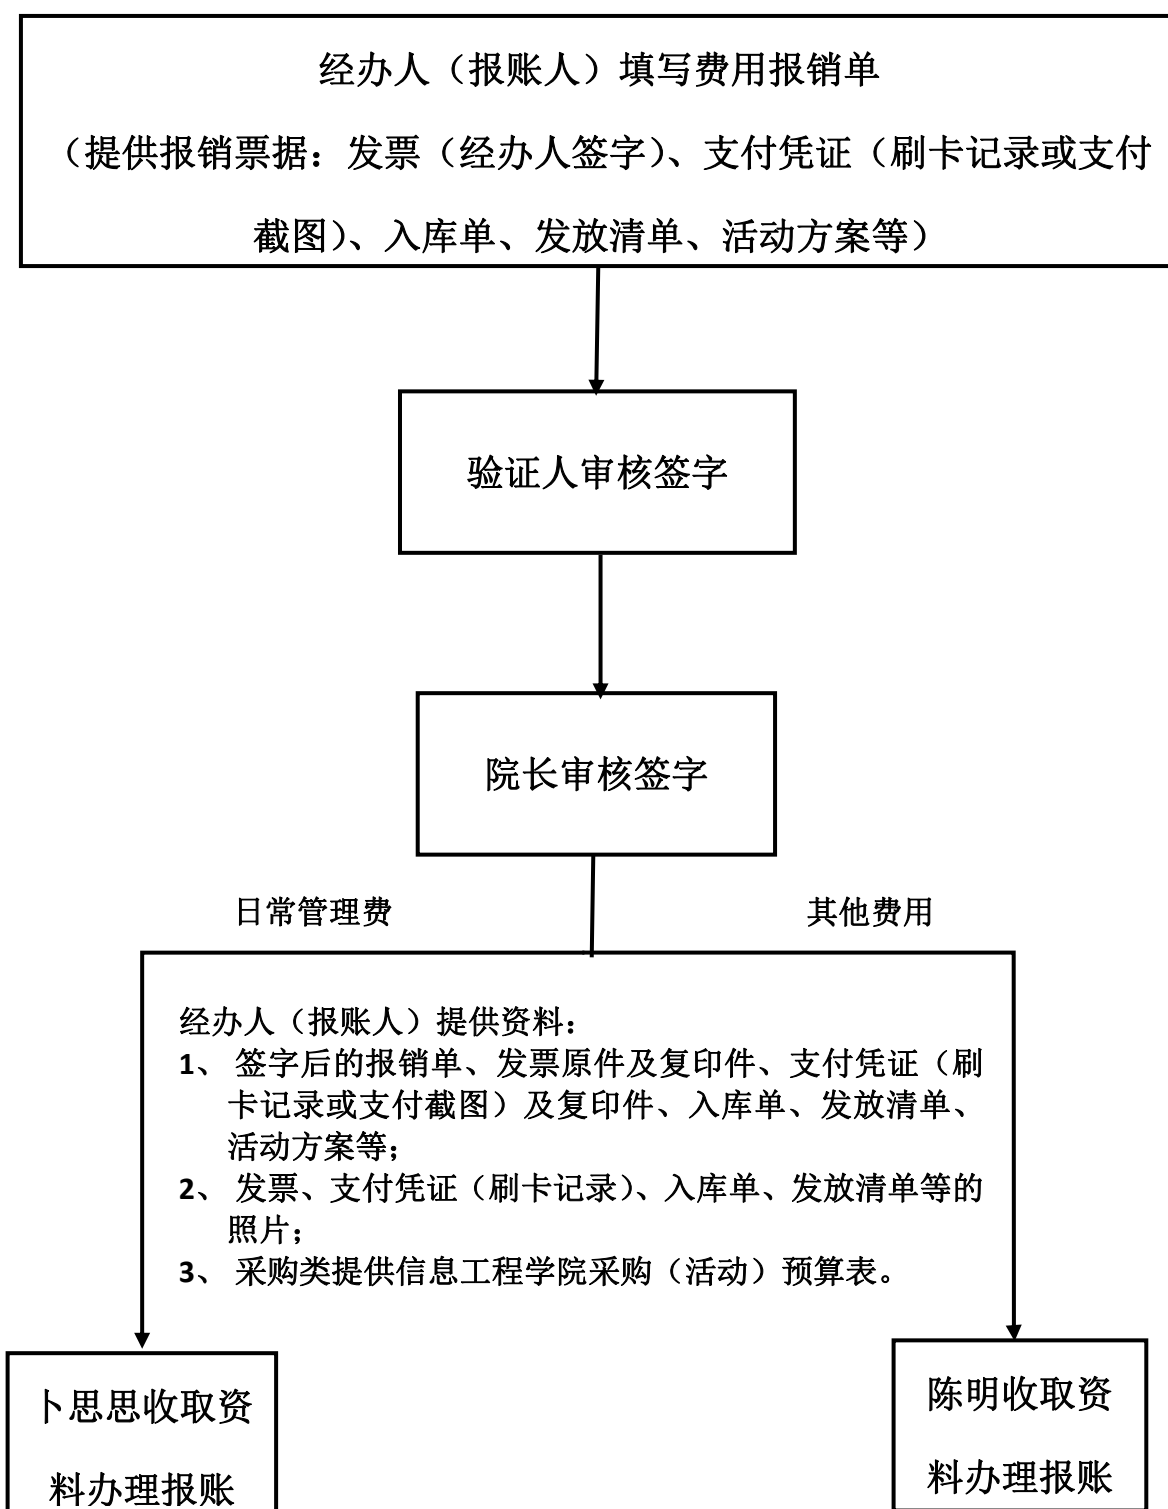 经办人（报账人）填写费用报销单
（提供报销票据：发票（经办人签字）、支付凭证（刷卡记录或支付
截图）、入库单、发放清单、活动方案等）
验证人审核签字
院长审核签字
日常管理费
其他费用
经办人（报账人）提供资料：
1、 签字后的报销单、发票原件及复印件、支付凭证（刷
卡记录或支付截图）及复印件、入库单、发放清单、
活动方案等；
2、 发票、支付凭证（刷卡记录）、入库单、发放清单等的
照片；
3、 采购类提供信息工程学院采购（活动）预算表。
卜思思收取资
料办理报账
陈明收取资
料办理报账